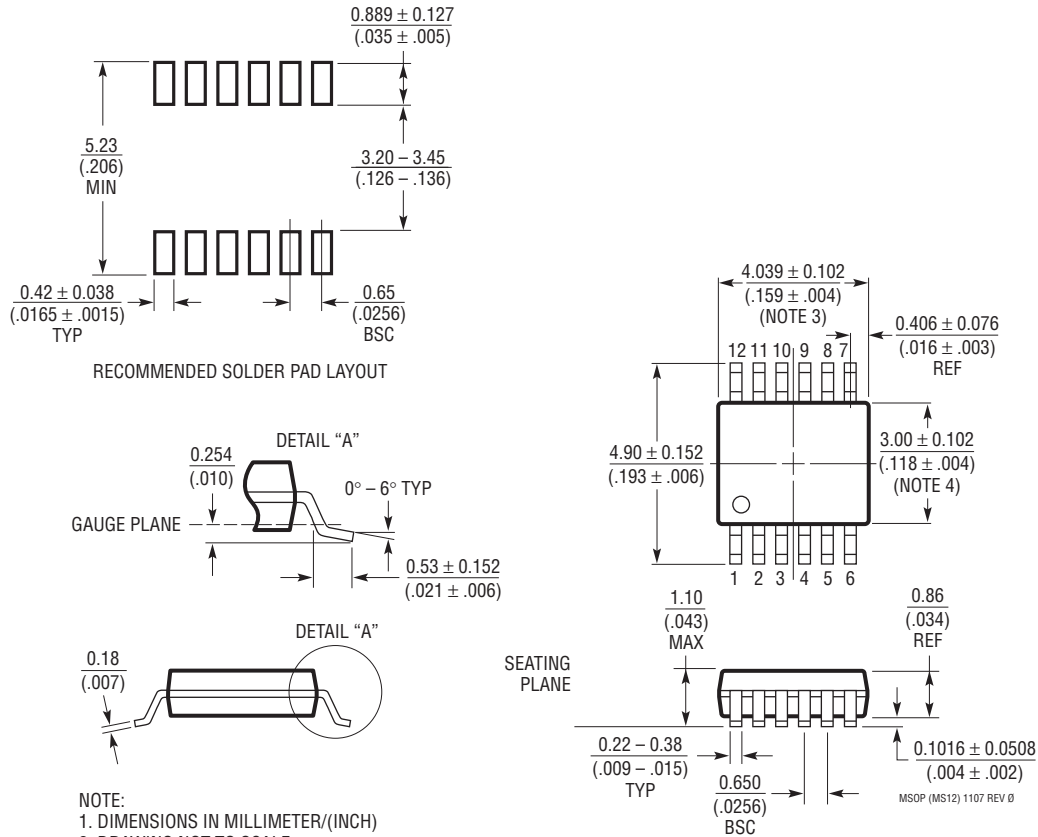 0.889 ± 0.127
(.035 ± .005)
5.23
(.206)
MIN
3.20 – 3.45
(.126 – .136)
0.42 ± 0.038
(.0165 ± .0015)
TYP
0.65
(.0256)
BSC
RECOMMENDED SOLDER PAD LAYOUT
4.039 ± 0.102
(.159 ± .004)
(NOTE 3)
0.406 ± 0.076
(.016 ± .003)
REF
12 11 10 9 8 7
4.90 ± 0.152
(.193 ± .006)
3.00 ± 0.102
(.118 ± .004)
(NOTE 4)
1 2 3 4 5 6
DETAIL “A”
0.254
(.010)
0° – 6° TYP
GAUGE PLANE
0.53 ± 0.152
(.021 ± .006)
DETAIL “A”
0.18
(.007)
SEATING
PLANE
1.10
(.043)
MAX
0.86
(.034)
REF
0.22 – 0.38
(.009 – .015)
TYP
0.650
(.0256)
BSC
0.1016 ± 0.0508
(.004 ± .002)
MSOP (MS12) 1107 REV Ø
NOTE:
1. DIMENSIONS IN MILLIMETER/(INCH)
2. DRAWING NOT TO SCALE